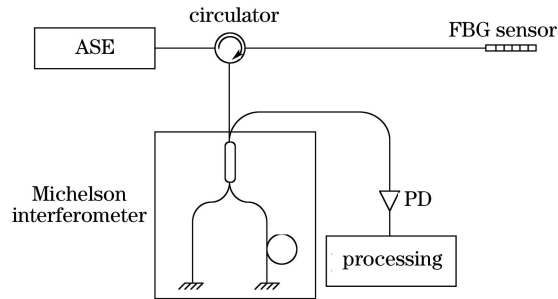 circulator
ASE
FBG sensor
Michelson
interferometer
PD
processing